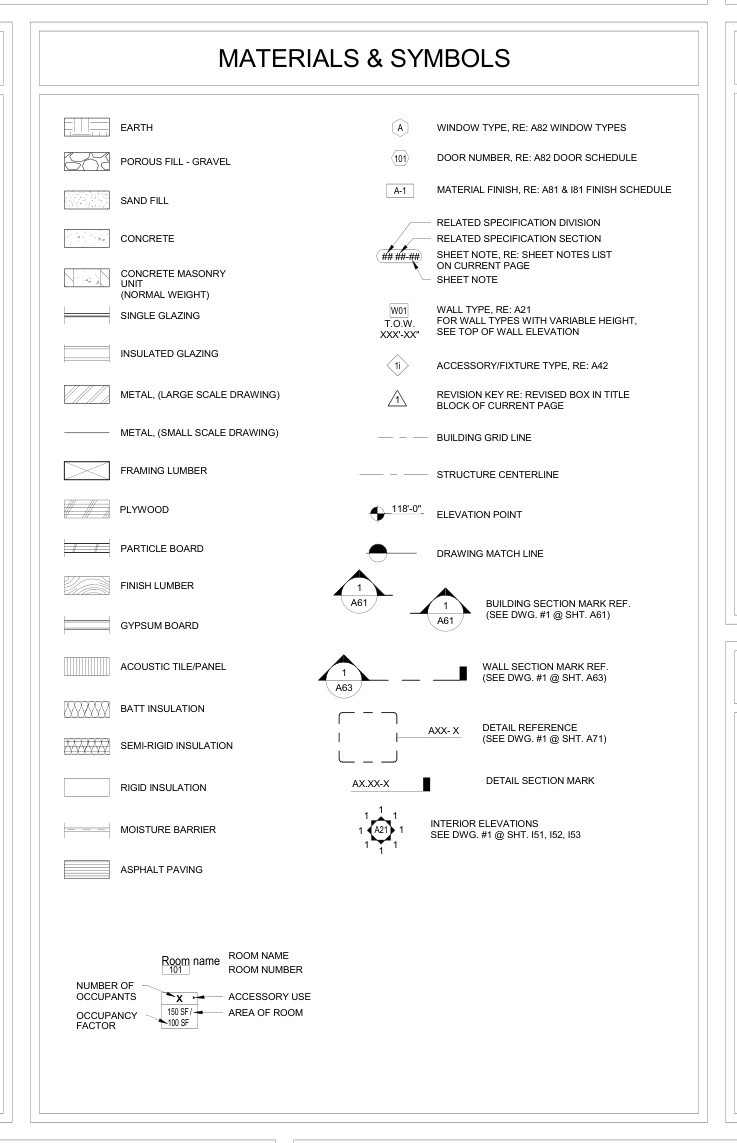 MATERIALS & SYMBOLS
EARTH
POROUS FILL - GRAVEL
SAND FILL
CONCRETE
CONCRETE MASONRY
UNIT
(NORMAL WEIGHT)
SINGLE GLAZING
INSULATED GLAZING
METAL, (LARGE SCALE DRAWING)
METAL, (SMALL SCALE DRAWING)
FRAMING LUMBER
PLYWOOD
PARTICLE BOARD
FINISH LUMBER
GYPSUM BOARD
ACOUSTIC TILE/PANEL
BATT INSULATION
SEMI-RIGID INSULATION
RIGID INSULATION
MOISTURE BARRIER
ASPHALT PAVING
A
WINDOW TYPE, RE: A82 WINDOW TYPES
101
DOOR NUMBER, RE: A82 DOOR SCHEDULE
A-1
MATERIAL FINISH, RE: A81 & I81 FINISH SCHEDULE
RELATED SPECIFICATION DIVISION
RELATED SPECIFICATION SECTION
## ##-##
SHEET NOTE, RE: SHEET NOTES LIST
ON CURRENT PAGE
SHEET NOTE
W01
T.O.W.
XXX'-XX"
WALL TYPE, RE: A21
FOR WALL TYPES WITH VARIABLE HEIGHT,
SEE TOP OF WALL ELEVATION
1i
ACCESSORY/FIXTURE TYPE, RE: A42
1
REVISION KEY RE: REVISED BOX IN TITLE
BLOCK OF CURRENT PAGE
BUILDING GRID LINE
STRUCTURE CENTERLINE
118'-0"
ELEVATION POINT
DRAWING MATCH LINE
1
A61
1
A61
BUILDING SECTION MARK REF.
(SEE DWG. #1 @ SHT. A61)
1
A63
WALL SECTION MARK REF.
(SEE DWG. #1 @ SHT. A63)
AXX- X
DETAIL REFERENCE
(SEE DWG. #1 @ SHT. A71)
AX.XX-X
DETAIL SECTION MARK
1
1 1
1 A21 1
1 1
1
INTERIOR ELEVATIONS
SEE DWG. #1 @ SHT. I51, I52, I53
Room name
101
ROOM NAME
ROOM NUMBER
NUMBER OF
OCCUPANTS
X
ACCESSORY USE
OCCUPANCY
FACTOR
150 SF /
100 SF
AREA OF ROOM